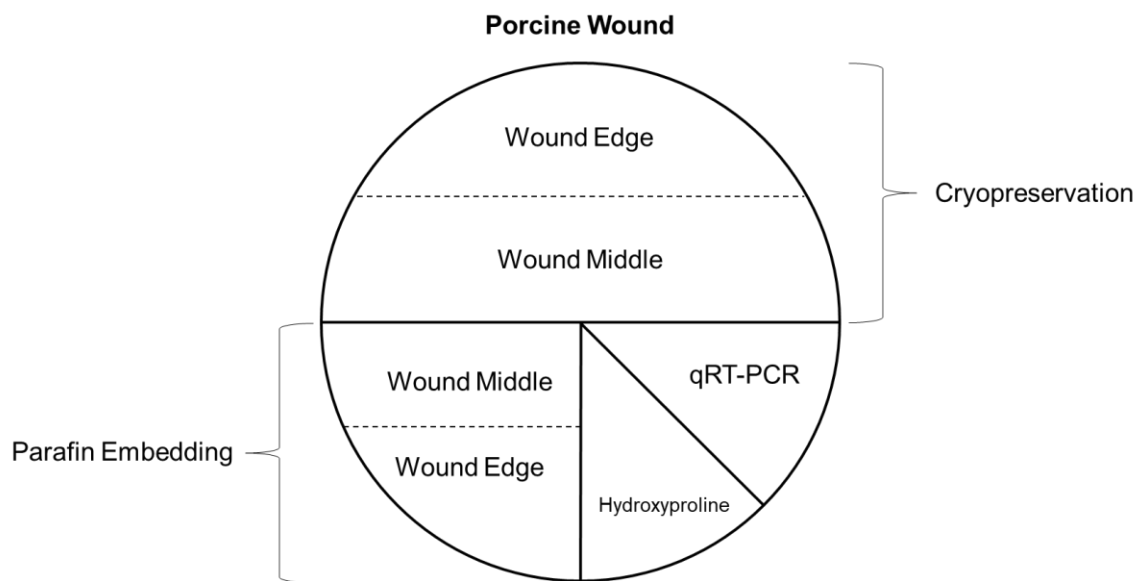 Porcine Wound
Wound Edge
Cryopreservation
Wound Middle
Wound Middle
qRT-PCR
Parafin Embedding
Wound Edge
Hydroxyproline